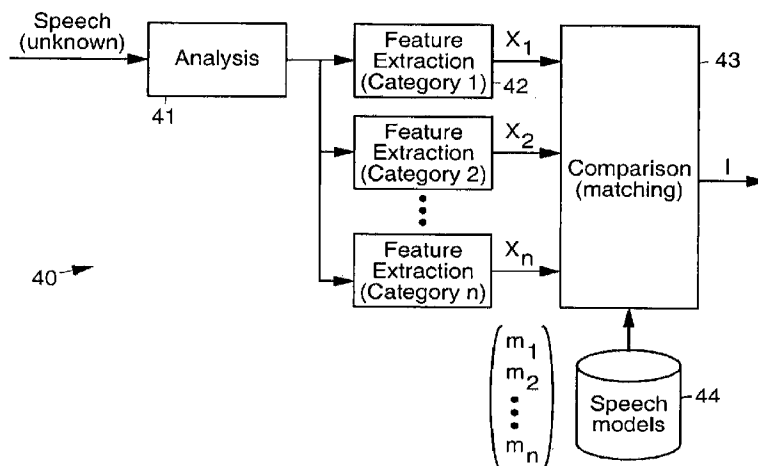 Speech
(unknown)
Analysis
41
Feature
Extraction
(Category 1)
42
X1
Feature
Extraction
(Category 2)
X2
Feature
Extraction
(Category n)
Xn
43
Comparison
(matching)
I
40
m1
m2
mn
Speech
models
44